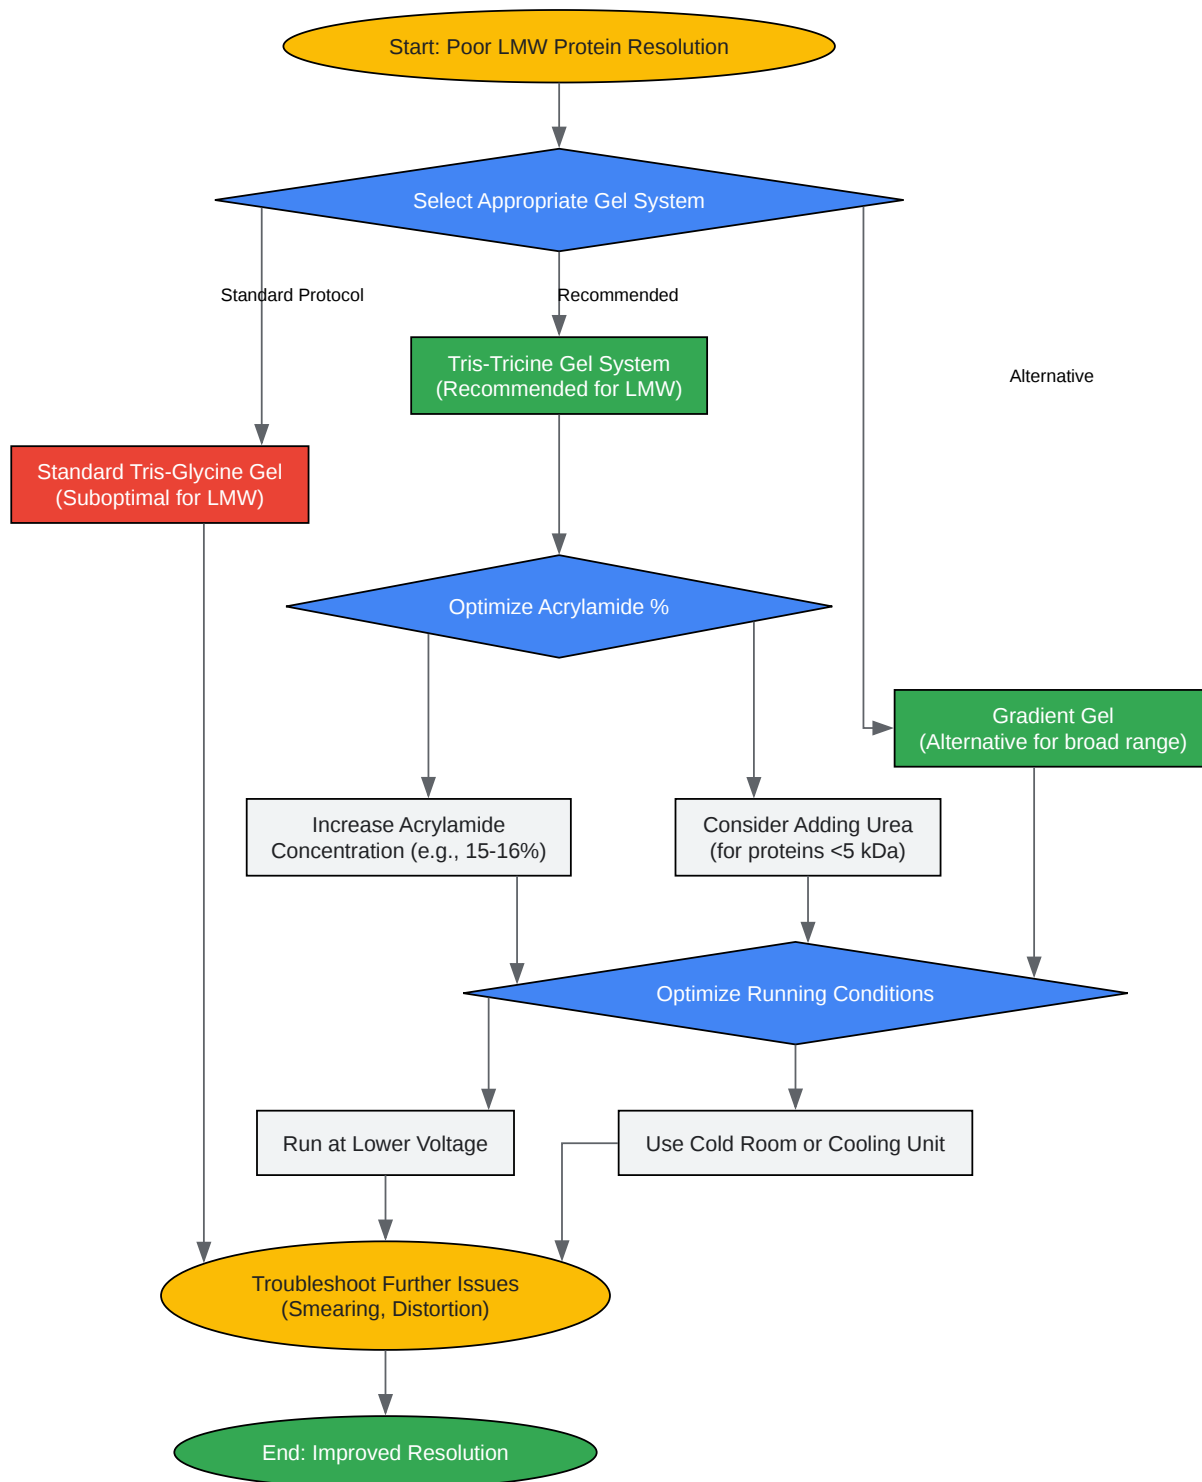 Start: Poor LMW Protein Resolution
Select Appropriate Gel System
Standard Protocol
Recommended
Tris-Tricine Gel System
(Recommended for LMW)
Alternative
Standard Tris-Glycine Gel
(Suboptimal for LMW)
Optimize Acrylamide %
Gradient Gel
(Alternative for broad range)
Increase Acrylamide
Concentration (e.g., 15-16%)
Consider Adding Urea
(for proteins <5 kDa)
Optimize Running Conditions
Run at Lower Voltage
Use Cold Room or Cooling Unit
Troubleshoot Further Issues
(Smearing, Distortion)
End: Improved Resolution